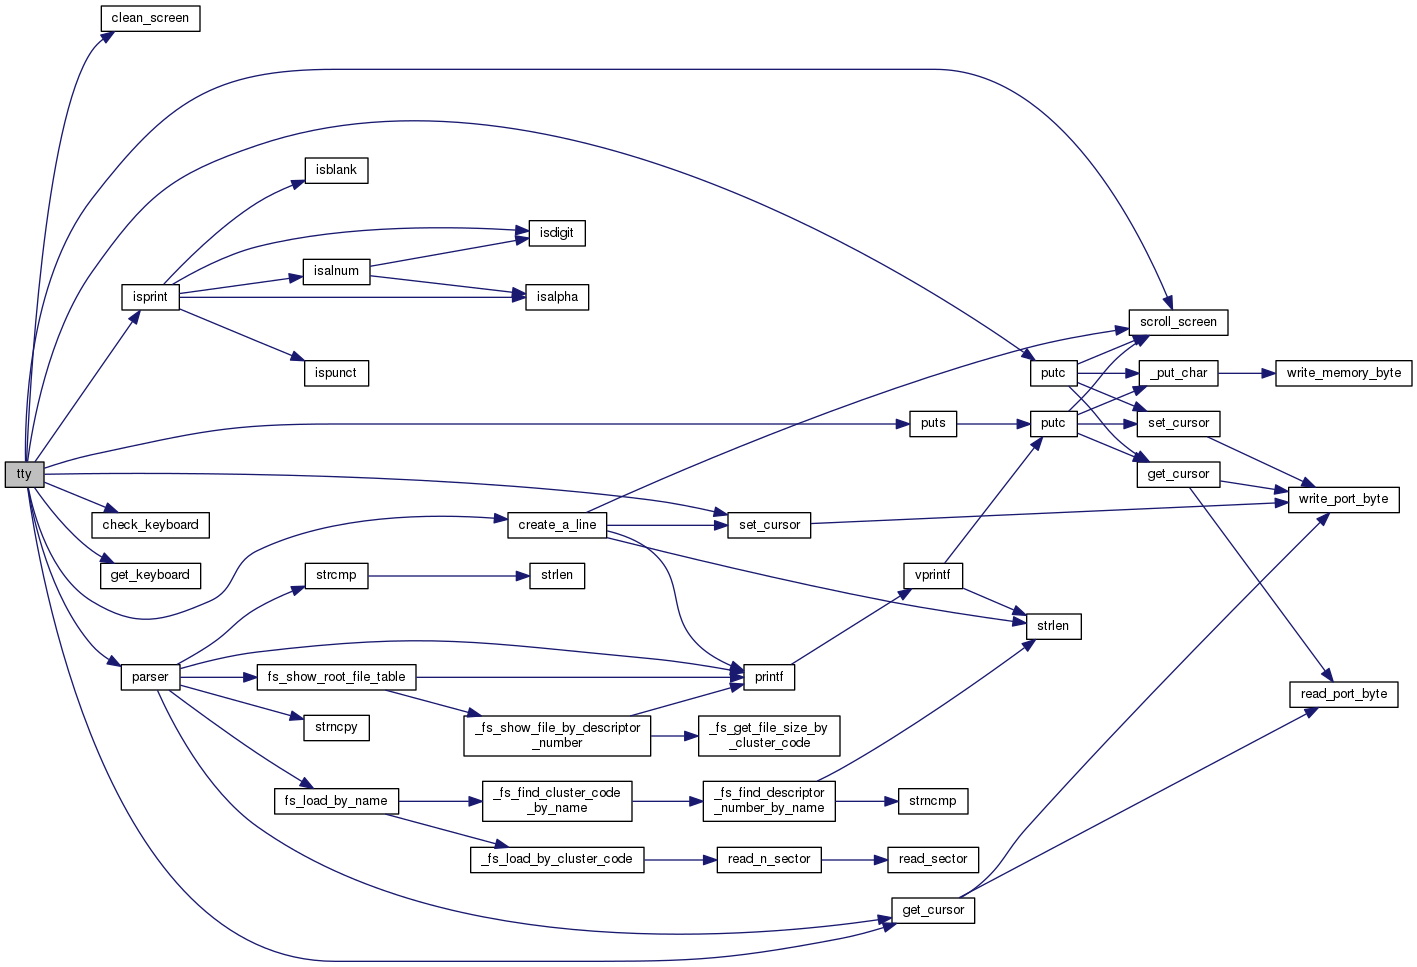 clean_screen
isblank
isdigit
isalnum
isprint
isalpha
scroll_screen
ispunct
putc
_put_char
write_memory_byte
puts
putc
set_cursor
tty
get_cursor
write_port_byte
check_keyboard
create_a_line
set_cursor
get_keyboard
strcmp
strlen
vprintf
strlen
parser
fs_show_root_file_table
printf
read_port_byte
strncpy
_fs_show_file_by_descriptor
_number
_fs_get_file_size_by
_cluster_code
fs_load_by_name
_fs_find_cluster_code
_by_name
_fs_find_descriptor
_number_by_name
strncmp
_fs_load_by_cluster_code
read_n_sector
read_sector
get_cursor